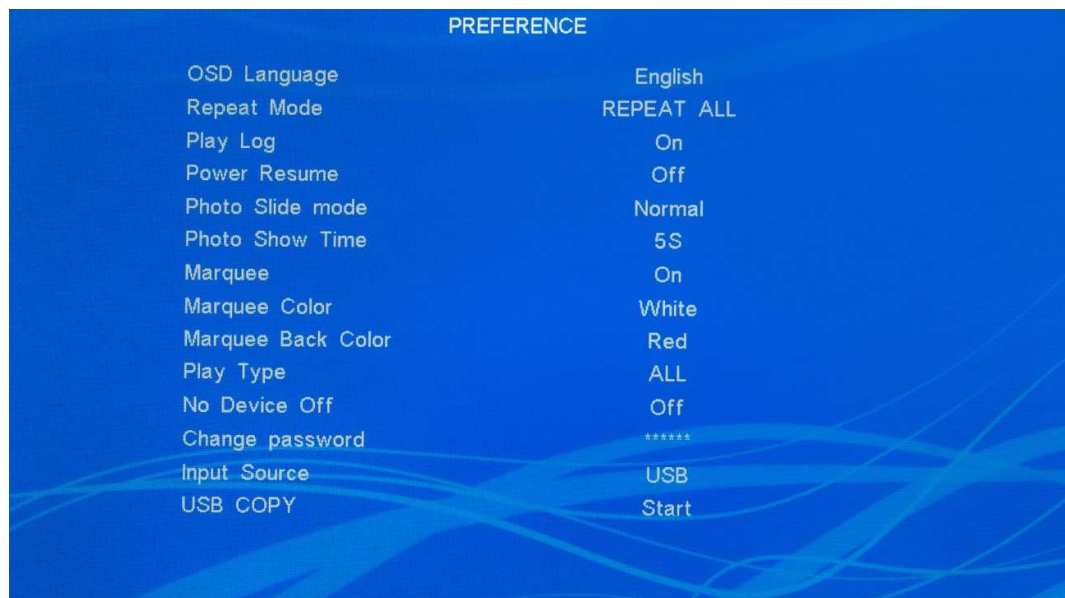 PREFERENCE
OSD Language English
Repeat Mode REPEAT ALL
Play Log On
Power Resume Off
Photo Slide mode Normal
Photo Show Time 5S
Marquee On
Marquee Color White
Marquee Back Color Red
Play Type ALL
No Device Off Off
Change password ******
Input Source USB
USB COPY Start